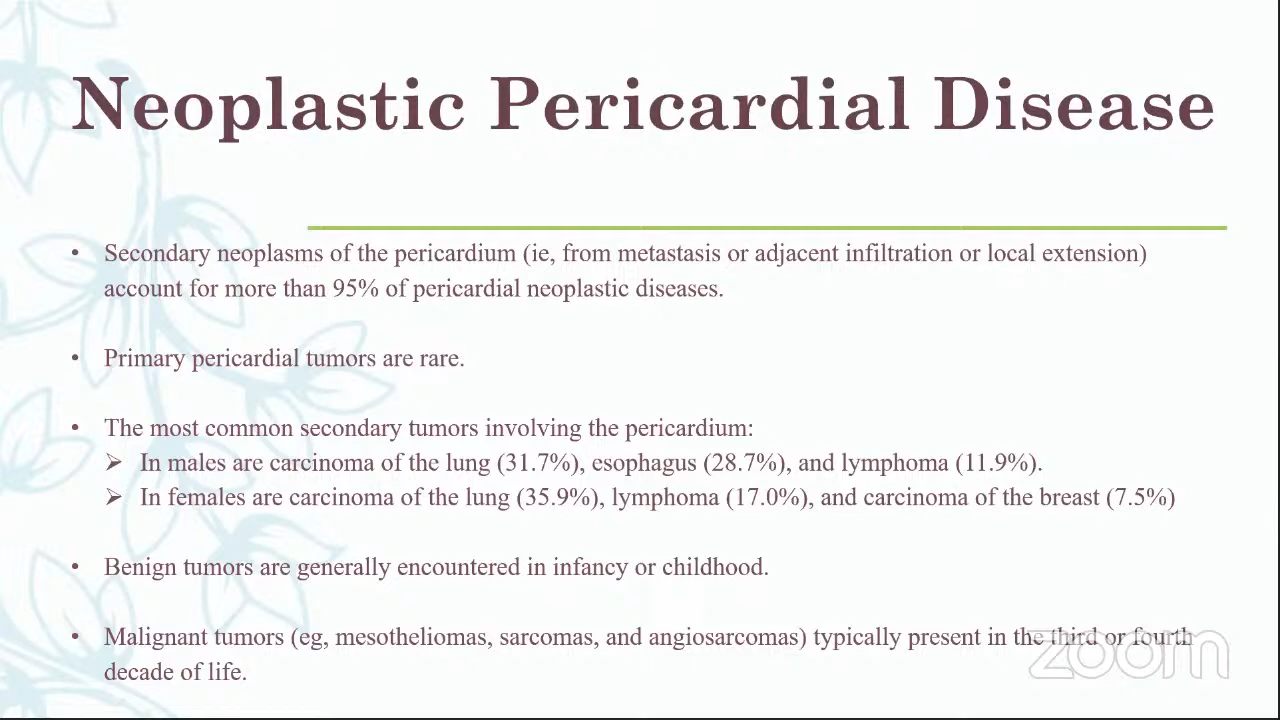 Neoplastic Pericardial Disease
• Secondary neoplasms of the pericardium (ie, from metastasis or adjacent infiltration or local extension)
account for more than 95% of pericardial neoplastic diseases.
• Primary pericardial tumors are rare.
• The most common secondary tumors involving the pericardium:
➢ In males are carcinoma of the lung (31.7%), esophagus (28.7%), and lymphoma (11.9%).
➢ In females are carcinoma of the lung (35.9%), lymphoma (17.0%), and carcinoma of the breast (7.5%)
• Benign tumors are generally encountered in infancy or childhood.
• Malignant tumors (eg, mesotheliomas, sarcomas, and angiosarcomas) typically present in the third or fourth
decade of life.
zoom